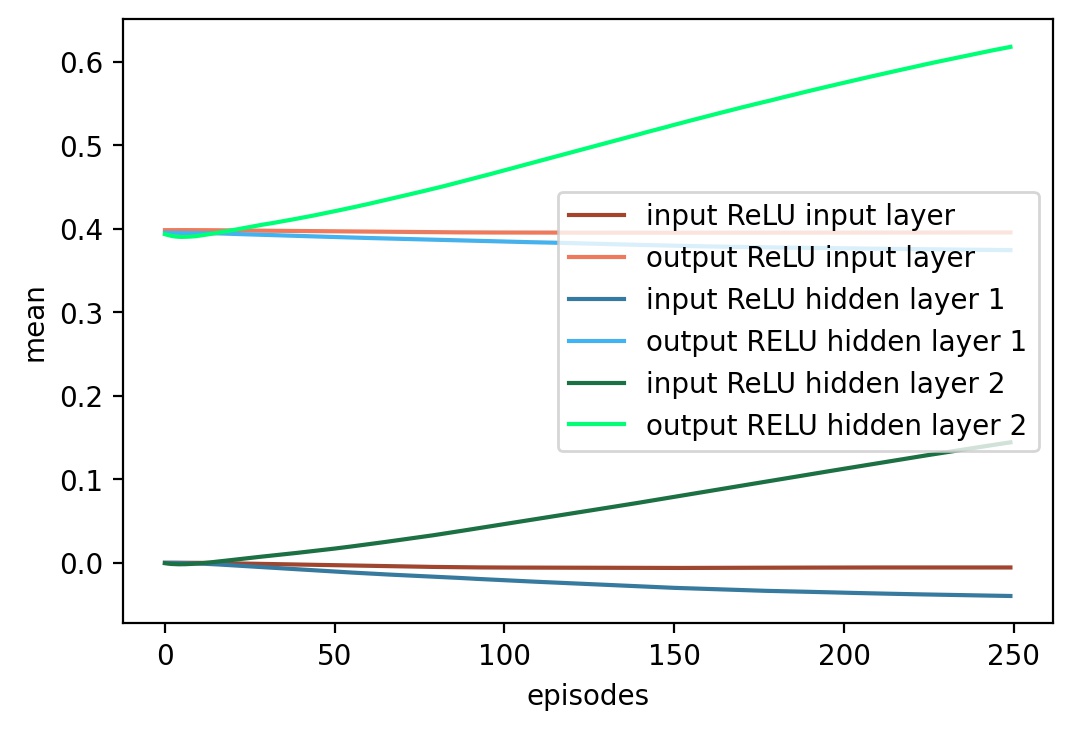 0.6
0.5
0.4
0.3
0.2
0.1
0.0
mean
input ReLU input layer
output ReLU input layer
input ReLU hidden layer 1
output RELU hidden layer 1
input ReLU hidden layer 2
output RELU hidden layer 2
0 50 100 150 200 250
episodes